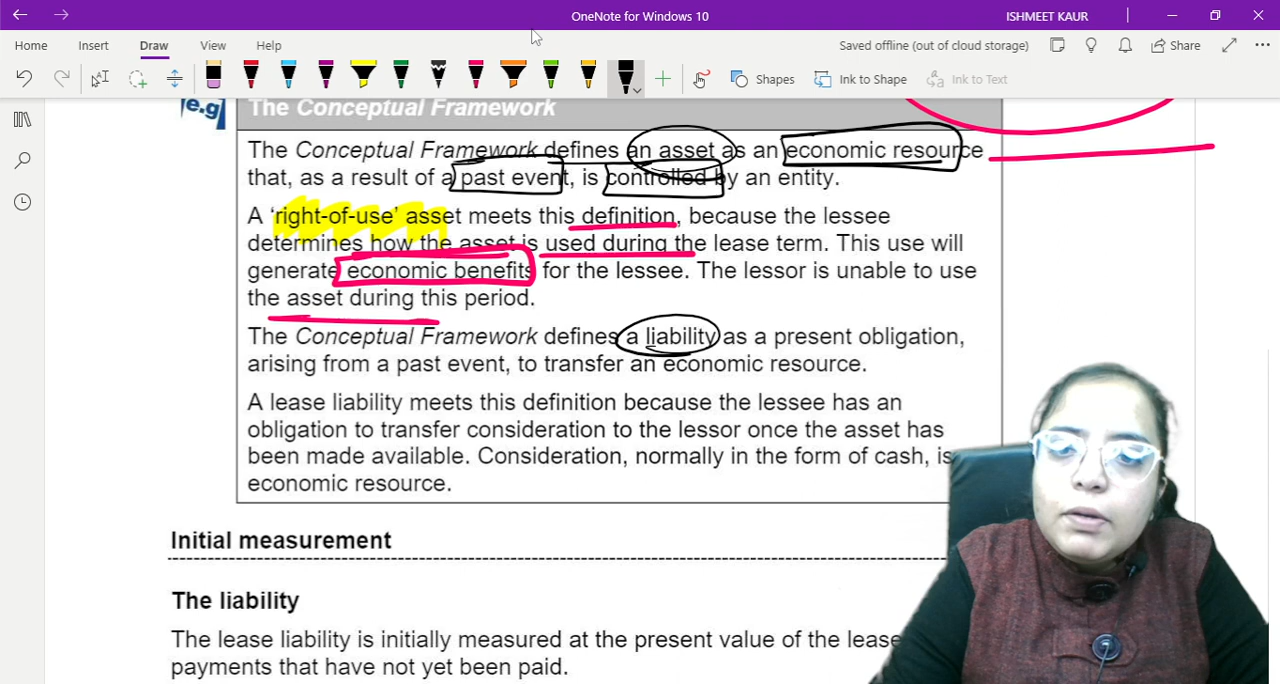 OneNote for Windows 10
ISHMEET KAUR
Home Insert Draw View Help
Saved offline (out of cloud storage)
Share
Shapes
Ink to Shape
Ink to Text
[e.g]
The Conceptual Framework
The Conceptual Framework defines an asset as an economic resource
that, as a result of a past event, is controlled by an entity.
A ‘right-of-use’ asset meets this definition, because the lessee
determines how the asset is used during the lease term. This use will
generate economic benefits for the lessee. The lessor is unable to use
the asset during this period.
The Conceptual Framework defines a liability as a present obligation,
arising from a past event, to transfer an economic resource.
A lease liability meets this definition because the lessee has an
obligation to transfer consideration to the lessor once the asset has
been made available. Consideration, normally in the form of cash, is
economic resource.
Initial measurement
The liability
The lease liability is initially measured at the present value of the lease
payments that have not yet been paid.